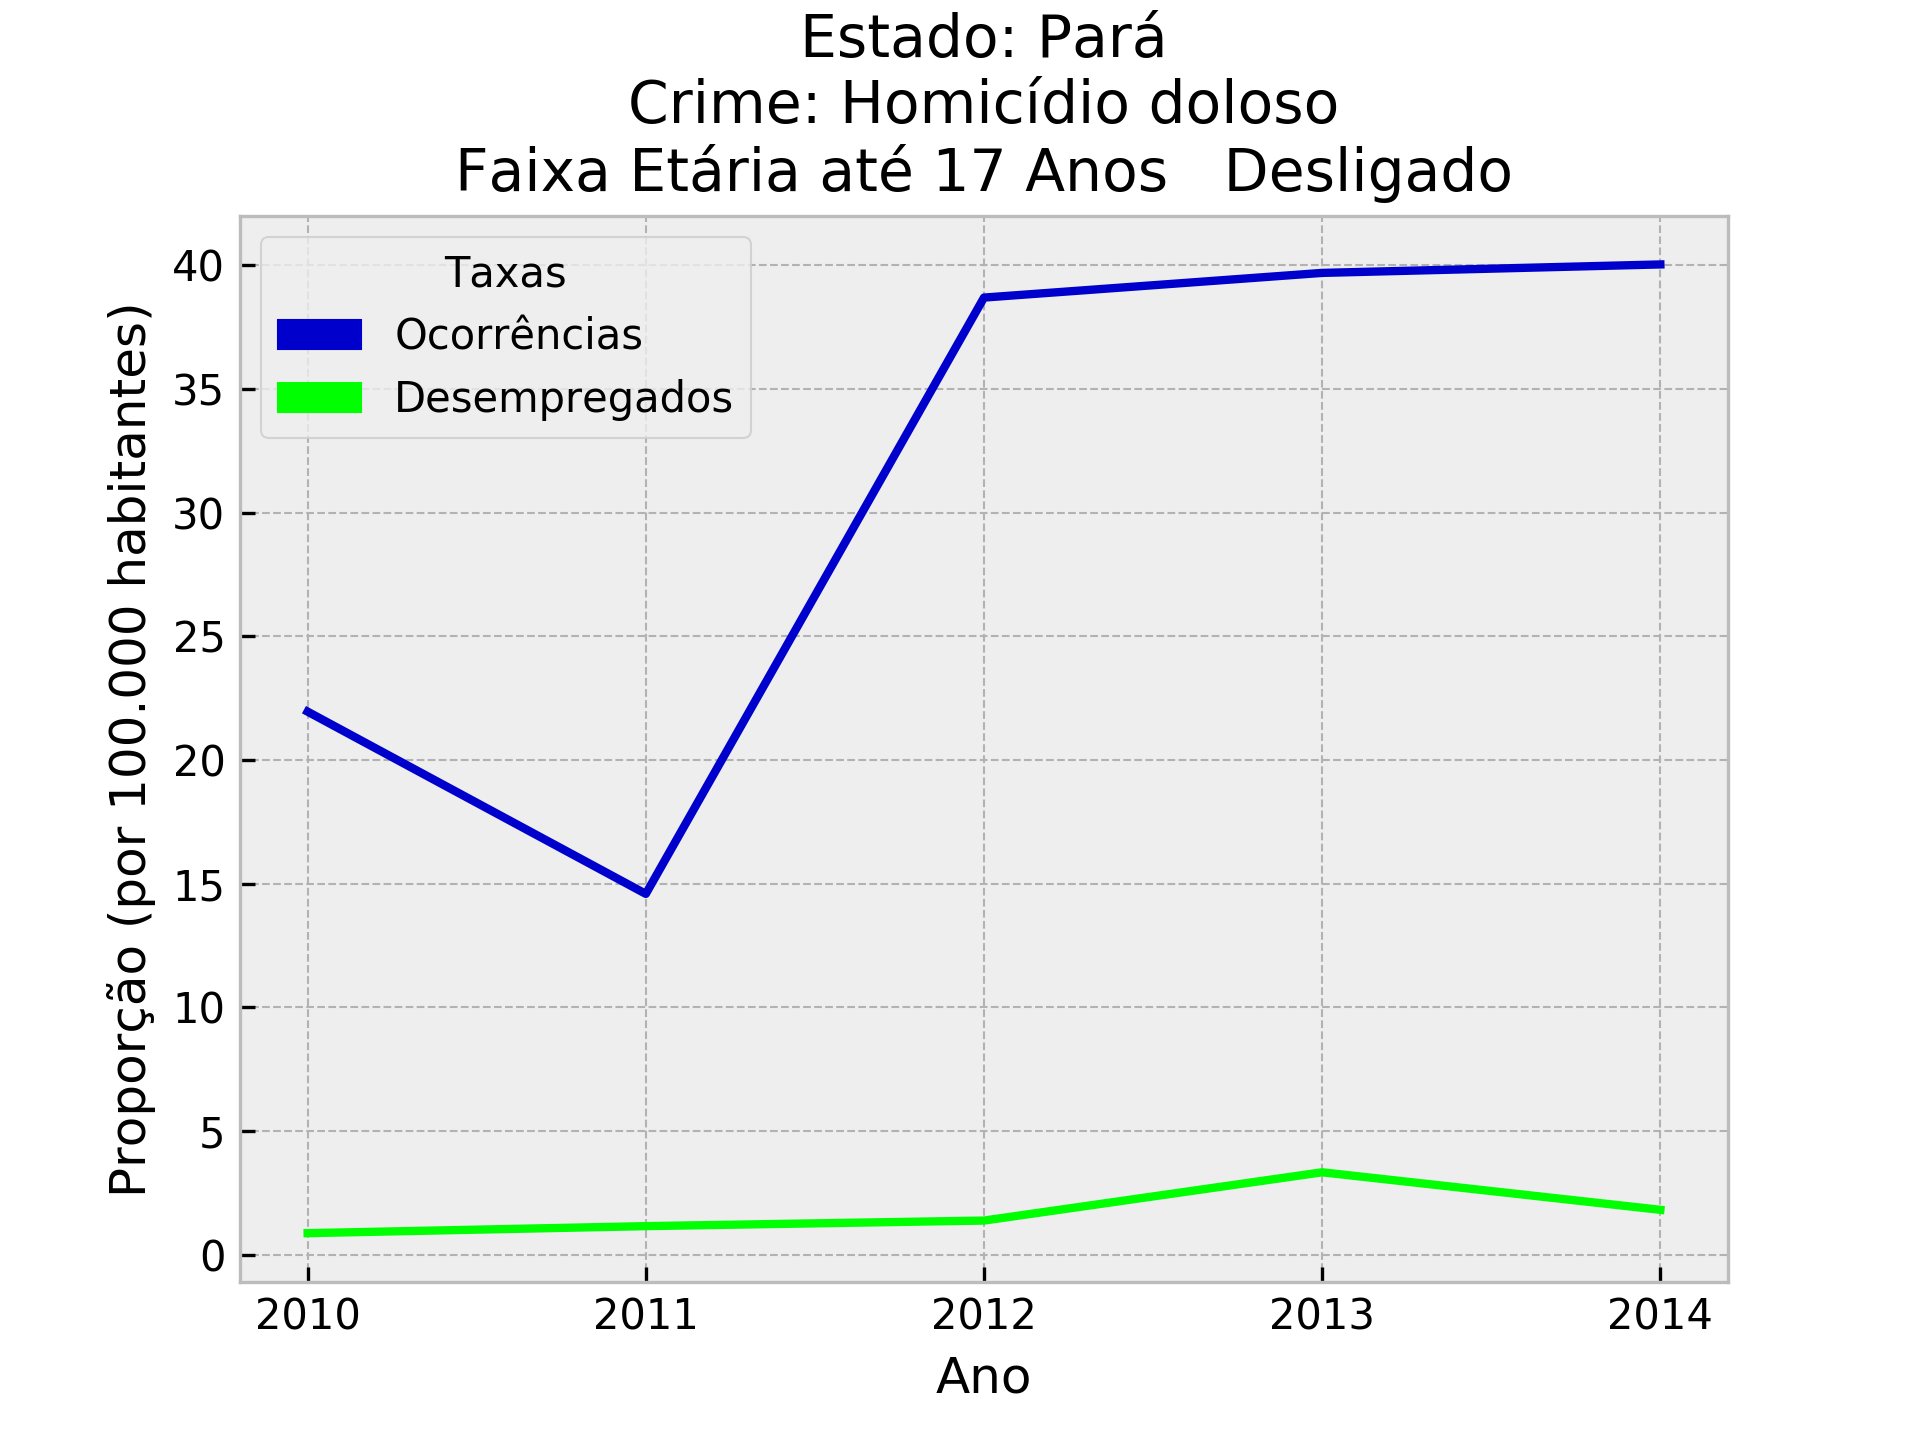 Estado: Pará
Crime: Homicídio doloso
Faixa Etária até 17 Anos   Desligado
Taxas
Ocorrências
Desempregados
Proporção (por 100.000 habitantes)
40
35
30
25
20
15
10
5
0
2010 2011 2012 2013 2014
Ano